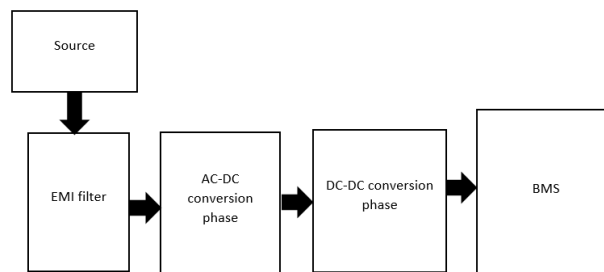 Source
EMI filter
AC-DC
conversion
phase
DC-DC conversion
phase
BMS